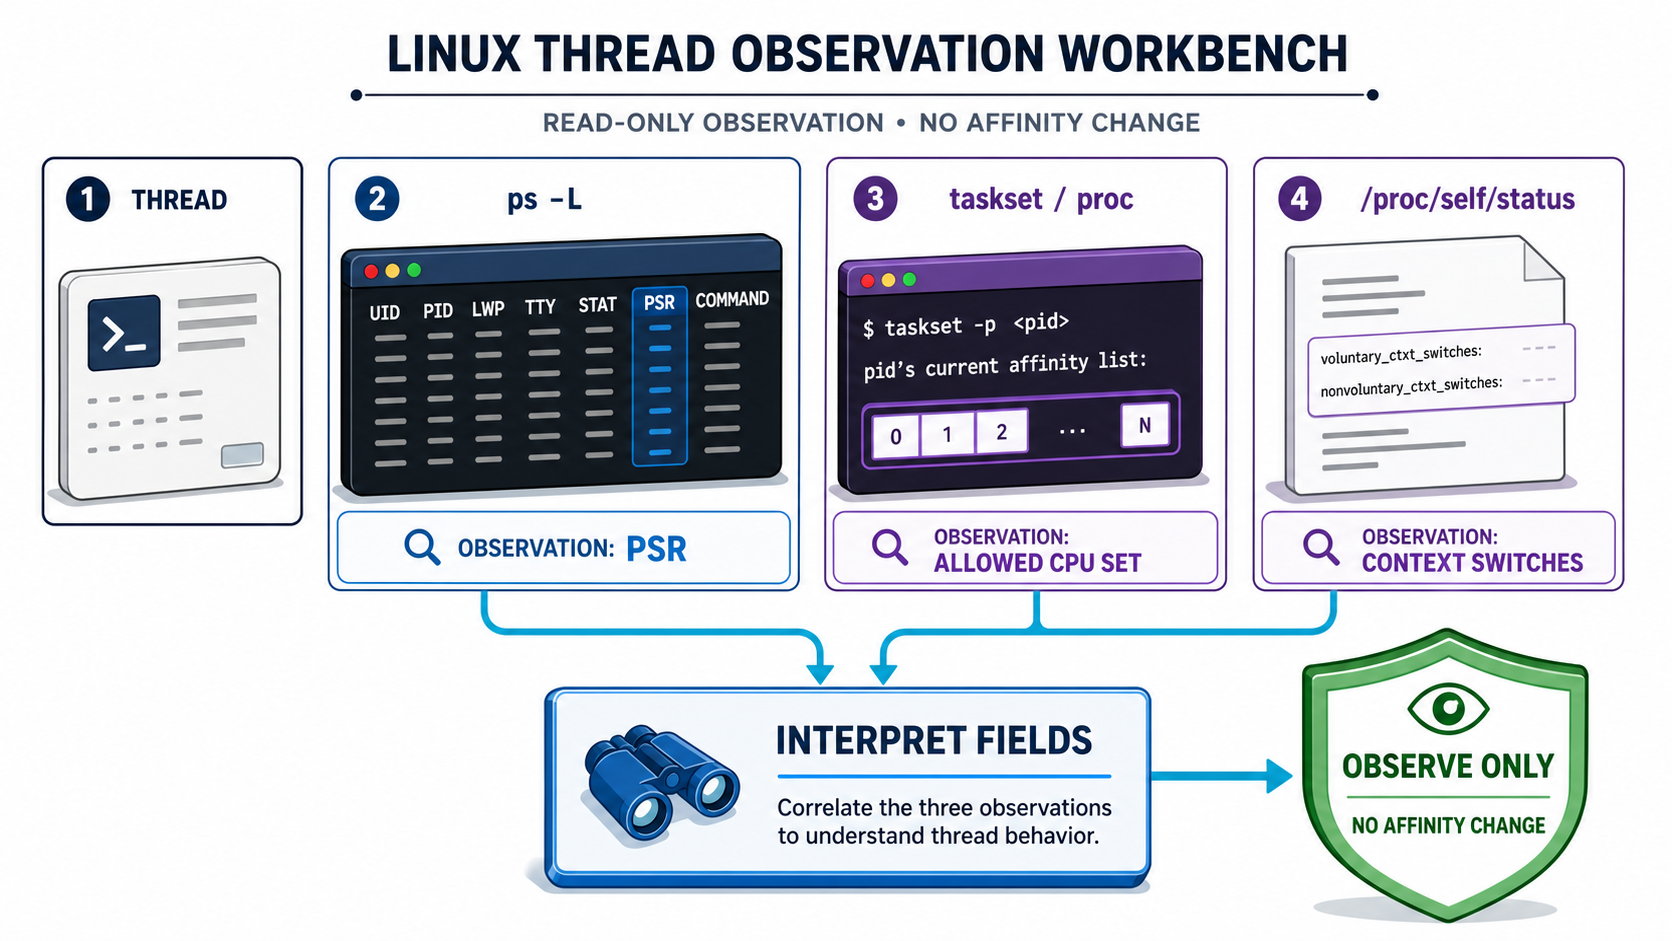 LINUX THREAD OBSERVATION WORKBENCH
READ-ONLY OBSERVATION • NO AFFINITY CHANGE
1 THREAD
>_
2 ps -L
UID PID LWP TTY STAT PSR COMMAND
OBSERVATION: PSR
3 taskset / proc
$ taskset -p <pid>
pid's current affinity list:
0 1 2 ... N
OBSERVATION:
ALLOWED CPU SET
4 /proc/self/status
voluntary_ctxt_switches: ---
nonvoluntary_ctxt_switches: ---
OBSERVATION:
CONTEXT SWITCHES
INTERPRET FIELDS
Correlate the three observations
to understand thread behavior.
OBSERVE ONLY
NO AFFINITY CHANGE